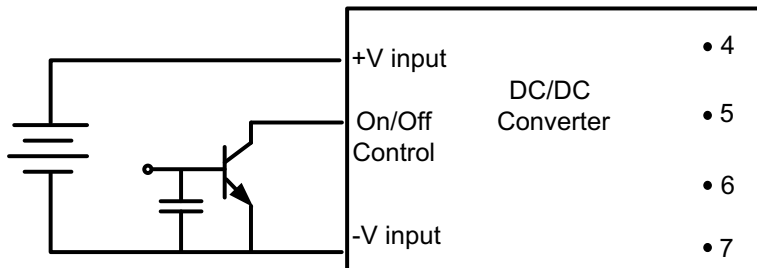 +V input
On/Off
Control
-V input
DC/DC
Converter
• 4
• 5
• 6
• 7